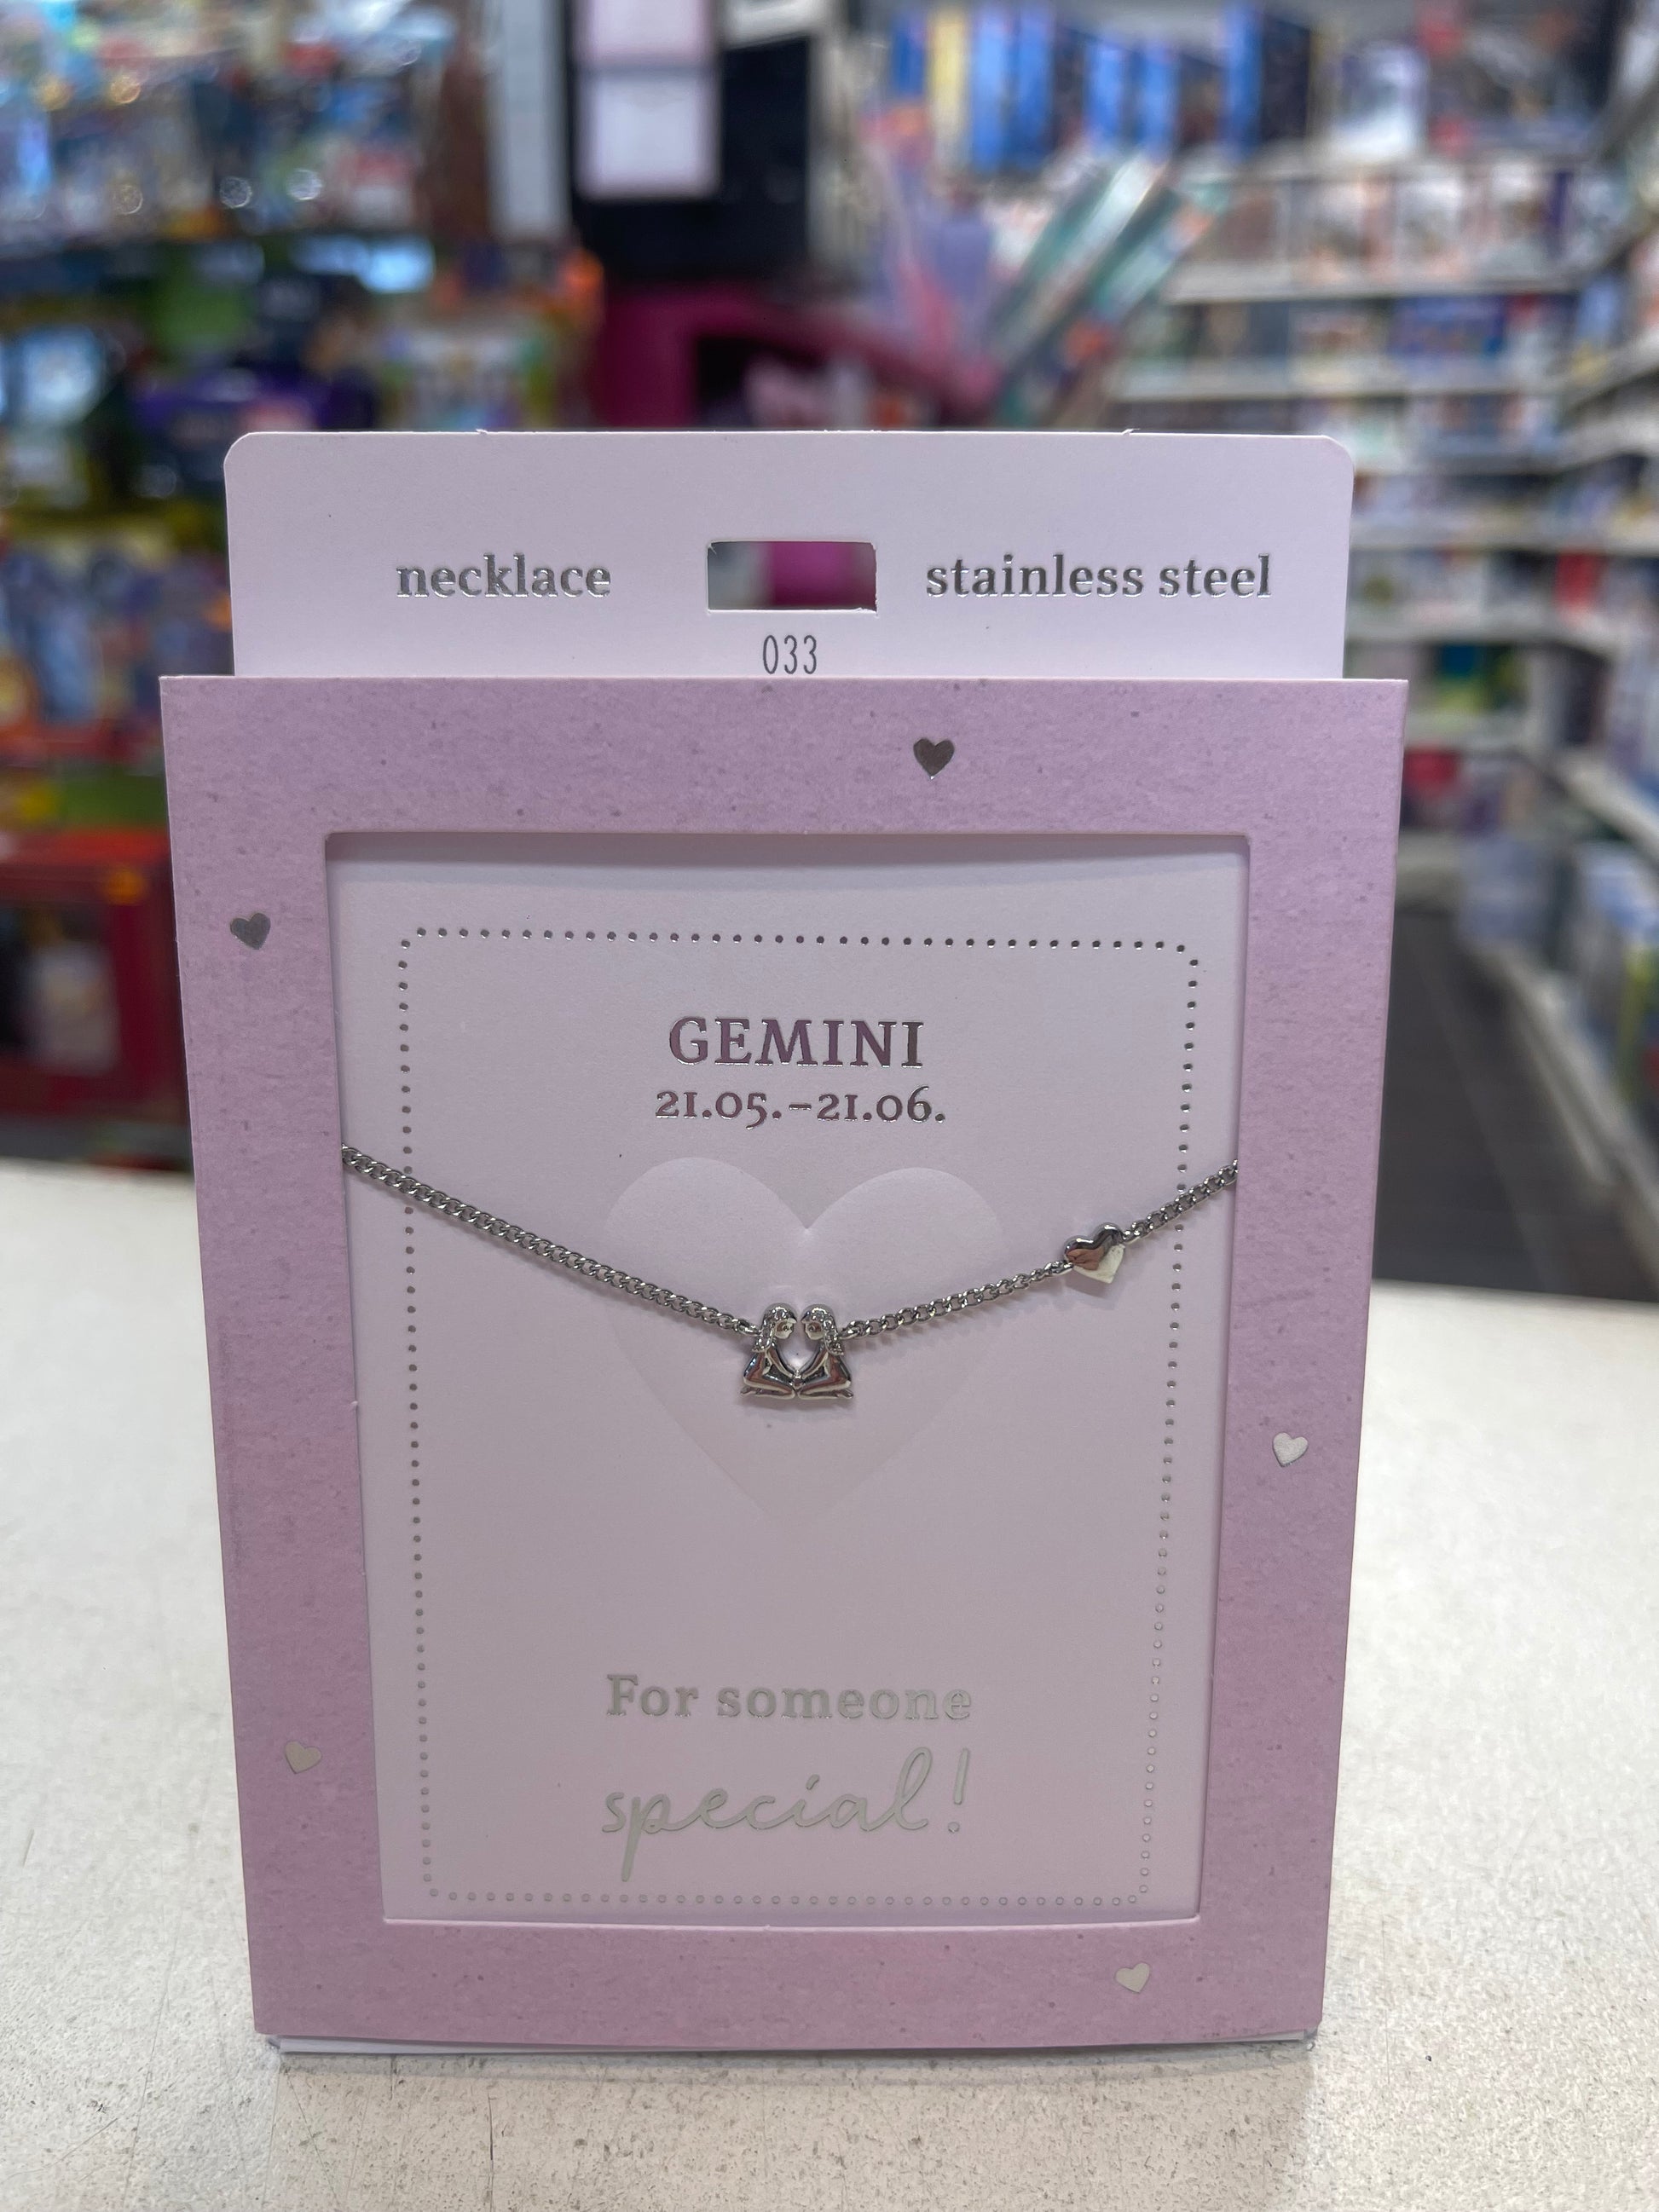 necklace stainless steel
033
GEMINI
21.05.–21.06.
For someone
special!